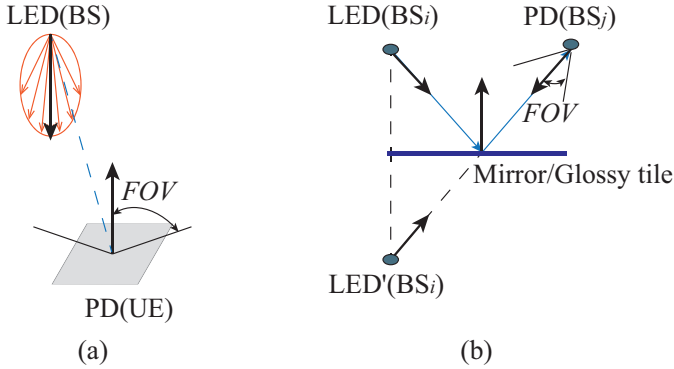 LED(BS)
FOV
PD(UE)
(a)
LED(BSi)
PD(BSj)
FOV
Mirror/Glossy tile
LED'(BSi)
(b)